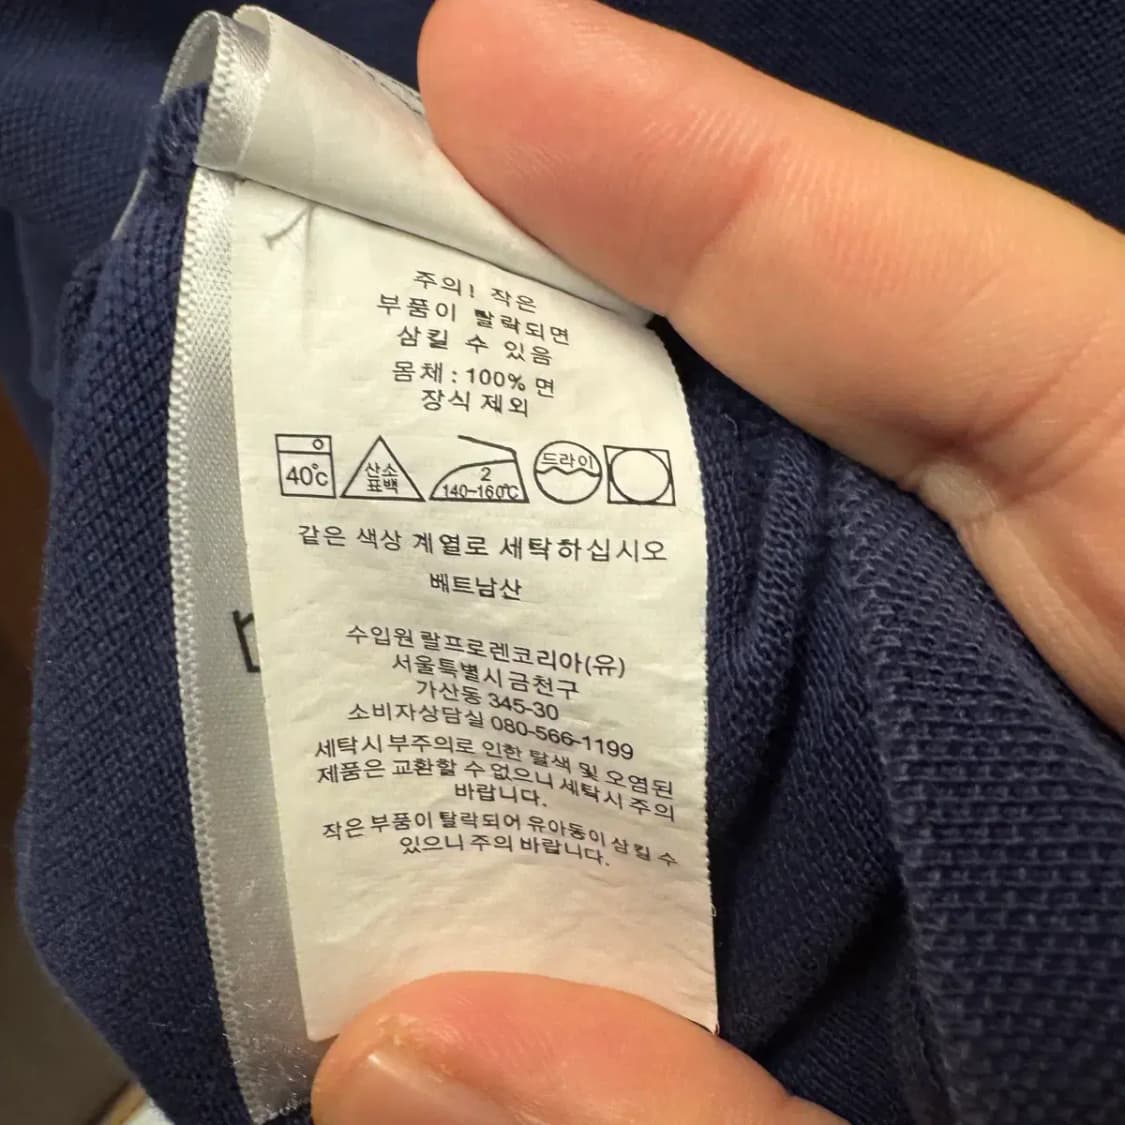 주의! 작은
부품이 탈락되면
삼킬 수 있음
몸채 : 100% 면
장식 제외
40℃
산소
표백
2
140~160℃
드라이
같은 색상 계열로 세탁하십시오
베트남산
수입원 랄프로렌코리아(유)
서울특별시 금천구
가산동 345-30
소비자상담실 080-566-1199
세탁시 부주의로 인한 탈색 및 오염된
제품은 교환할 수 없으니 세탁시 주의
바랍니다.
작은 부품이 탈락되어 유아동이 삼킬 수
있으니 주의 바랍니다.